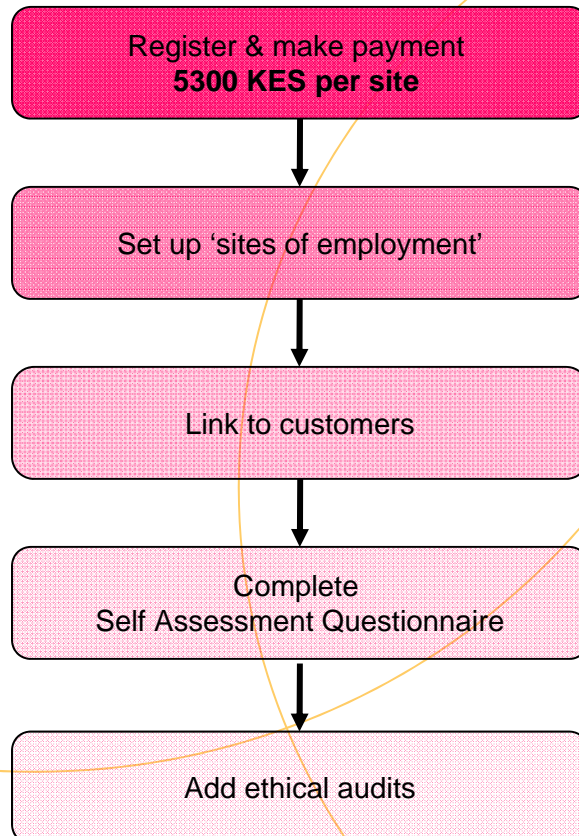 Register & make payment
5300 KES per site
Set up ‘sites of employment’
Link to customers
Complete
Self Assessment Questionnaire
Add ethical audits